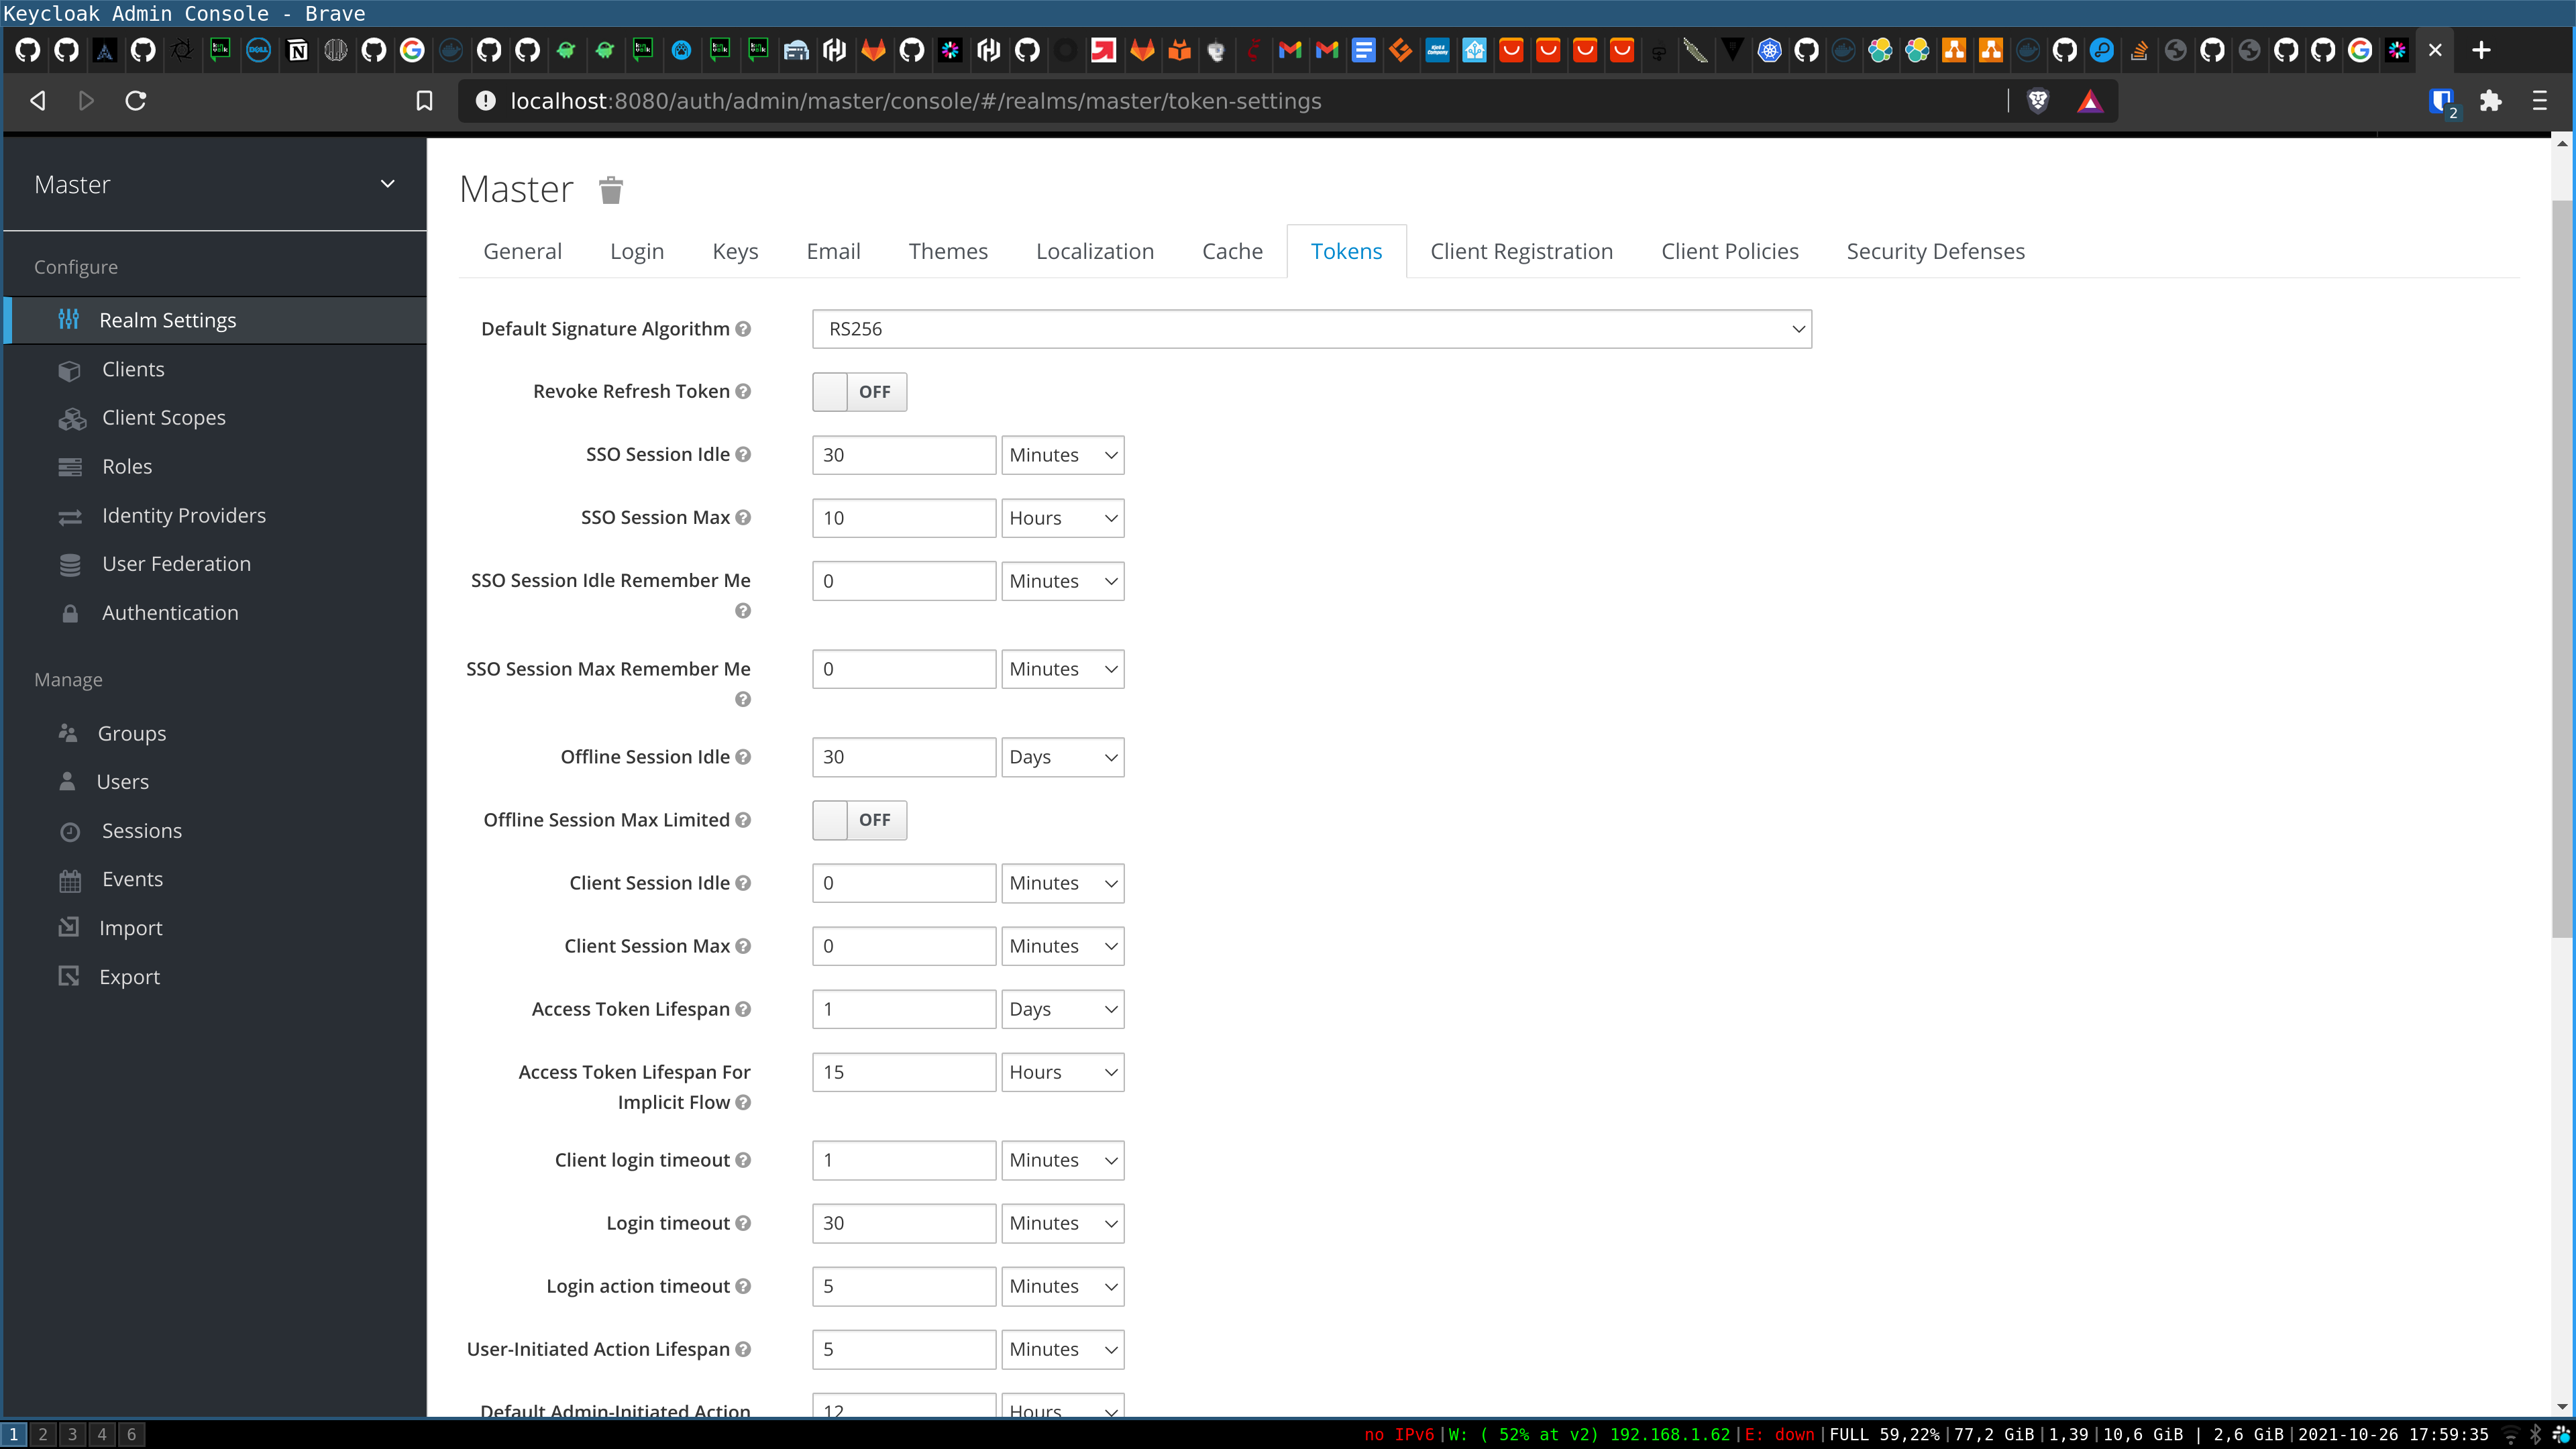 Keycloak Admin Console - Brave
localhost:8080/auth/admin/master/console/#/realms/master/token-settings
2
Master
Configure
Realm Settings
Clients
Client Scopes
Roles
Identity Providers
User Federation
Authentication
Manage
Groups
Users
Sessions
Events
Import
Export
Master
General Login Keys Email Themes Localization Cache Tokens Client Registration Client Policies Security Defenses
Default Signature Algorithm RS256
Revoke Refresh Token OFF
SSO Session Idle 30 Minutes
SSO Session Max 10 Hours
SSO Session Idle Remember Me 0 Minutes
SSO Session Max Remember Me 0 Minutes
Offline Session Idle 30 Days
Offline Session Max Limited OFF
Client Session Idle 0 Minutes
Client Session Max 0 Minutes
Access Token Lifespan 1 Days
Access Token Lifespan For 15 Hours
Implicit Flow
Client login timeout 1 Minutes
Login timeout 30 Minutes
Login action timeout 5 Minutes
User-Initiated Action Lifespan 5 Minutes
Default Admin-Initiated Action 12 Hours
1 2 3 4 6
no IPv6|W: ( 52% at v2) 192.168.1.62|E: down|FULL 59,22%|77,2 GiB|1,39|10,6 GiB | 2,6 GiB|2021-10-26 17:59:35